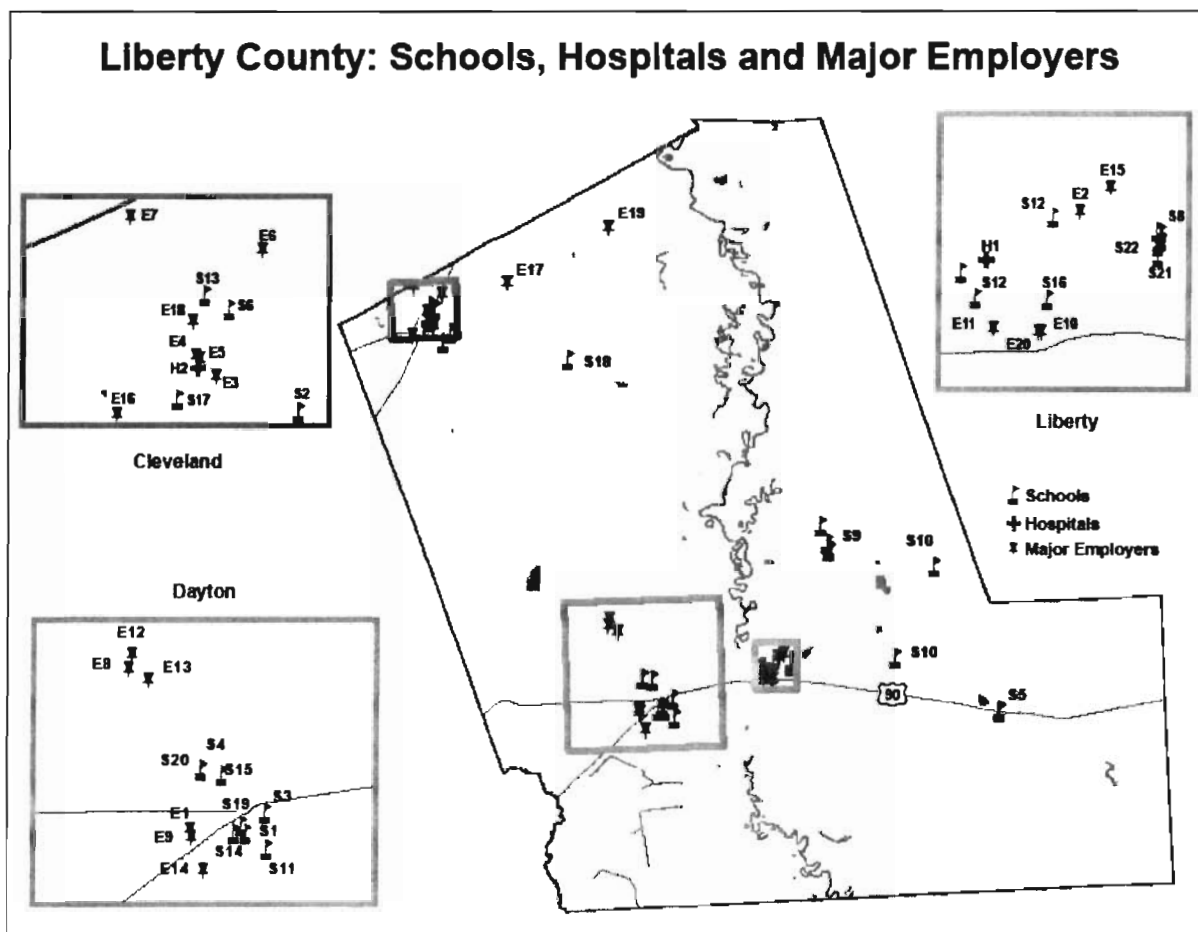 Liberty County: Schools, Hospitals and Major Employers
E7
E6
S13
S6
E18
E4
E5
H2
E3
S17
S2
E16
Cleveland
E19
E17
S18
E15
E2
S12
S8
S22
H1
S21
S12
S16
E11
E10
E20
Liberty
Schools
Hospitals
Major Employers
S9
S10
S10
90
S5
Dayton
E12
E8
E13
S4
S20
S15
S3
S19
E1
E9
S1
S14
S11
E14